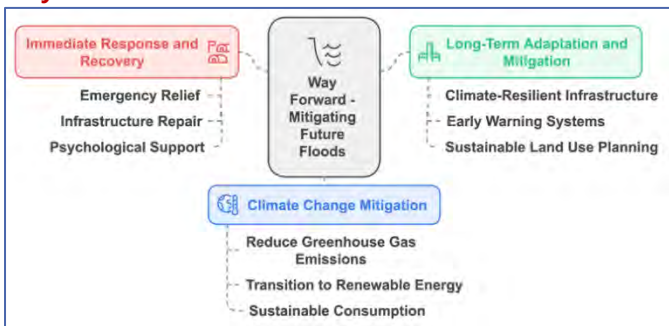 Immediate Response and
Recovery
Emergency Relief
Infrastructure Repair
Psychological Support
Way
Forward -
Mitigating
Future
Floods
Long-Term Adaptation and
Mitigation
Climate-Resilient Infrastructure
Early Warning Systems
Sustainable Land Use Planning
Climate Change Mitigation
Reduce Greenhouse Gas
Emissions
Transition to Renewable Energy
Sustainable Consumption